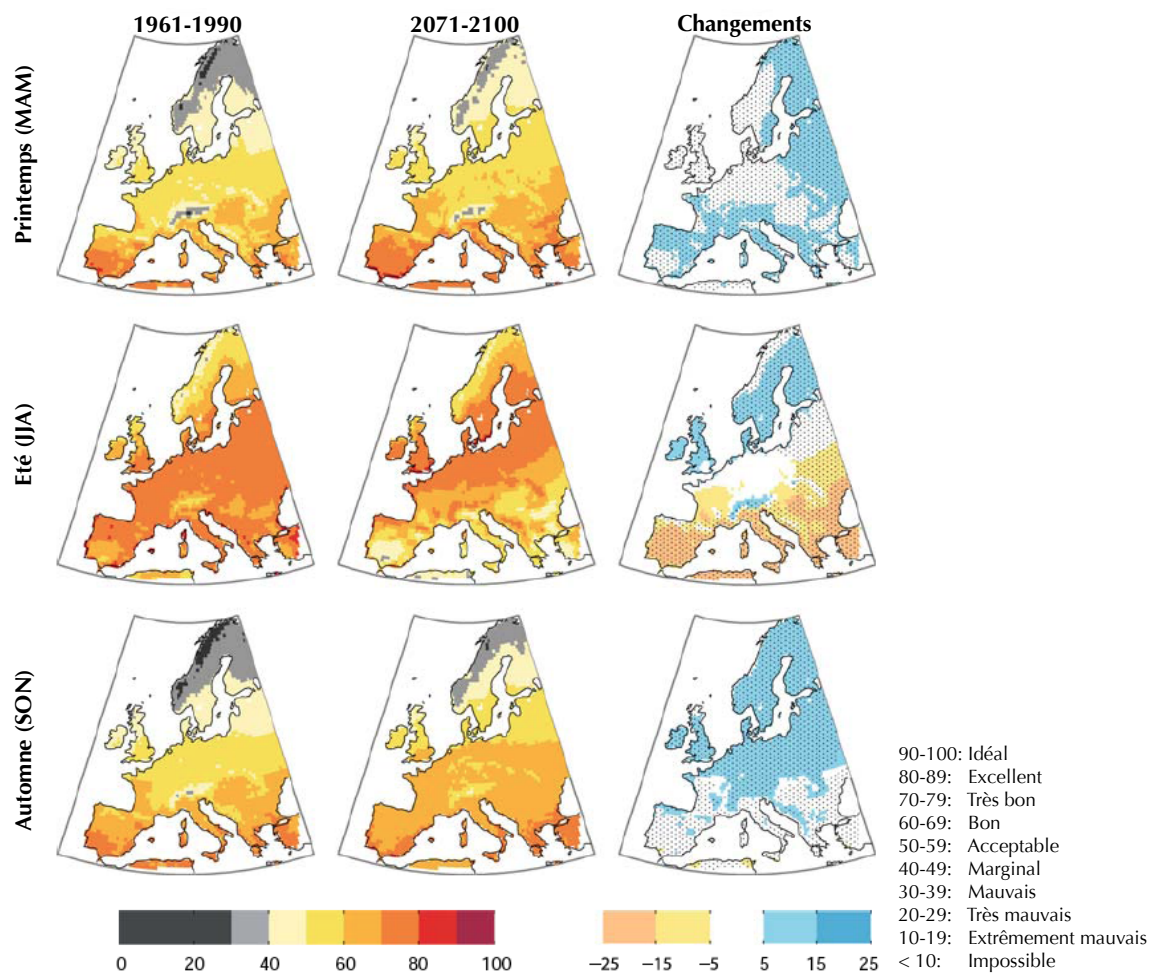 1961-1990
2071-2100
Changements
Printemps (MAM)
Eté (JJA)
Automne (SON)
90-100: Idéal
80-89: Excellent
70-79: Très bon
60-69: Bon
50-59: Acceptable
40-49: Marginal
30-39: Mauvais
20-29: Très mauvais
10-19: Extrêmement mauvais
< 10: Impossible
0 20 40 60 80 100
−25 −15 −5 5 15 25